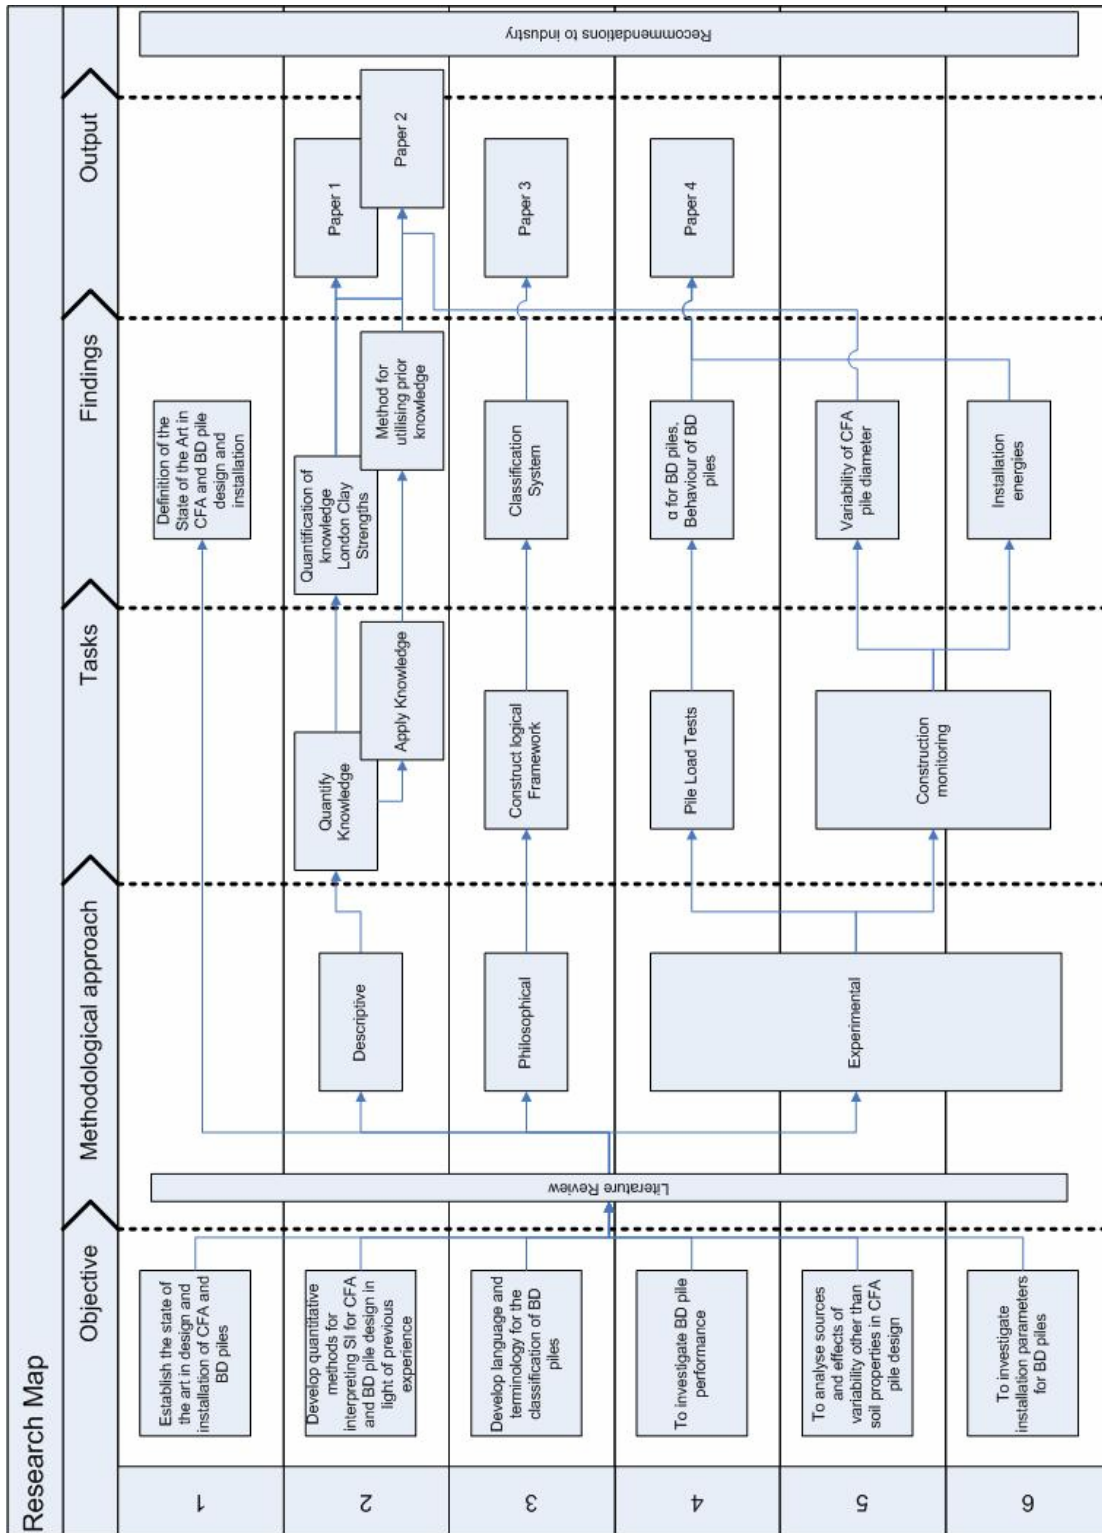 Research Map
Objective
Methodological approach
Tasks
Findings
Output
1
Establish the state of
the art in design and
installation of CFA and
BD piles
Definition of the
State of the Art in
CFA and BD pile
design and
installation
2
Develop quantitative
methods for
interpreting SI for CFA
and BD pile design in
light of previous
experience
Descriptive
Quantify
Knowledge
Apply Knowledge
Quantification of
knowledge
London Clay
Strengths
Method for
utilising prior
knowledge
Paper 1
Paper 2
3
Develop language and
terminology for the
classification of BD
piles
Philosophical
Construct logical
Framework
Classification
System
Paper 3
4
To investigate BD pile
performance
Experimental
Pile Load Tests
α for BD piles,
Behaviour of BD
piles
Paper 4
5
To analyse sources
and effects of
variability other than
soil properties in CFA
pile design
Construction
monitoring
Variability of CFA
pile diameter
6
To investigate
installation parameters
for BD piles
Installation
energies
Literature Review
Recommendations to industry